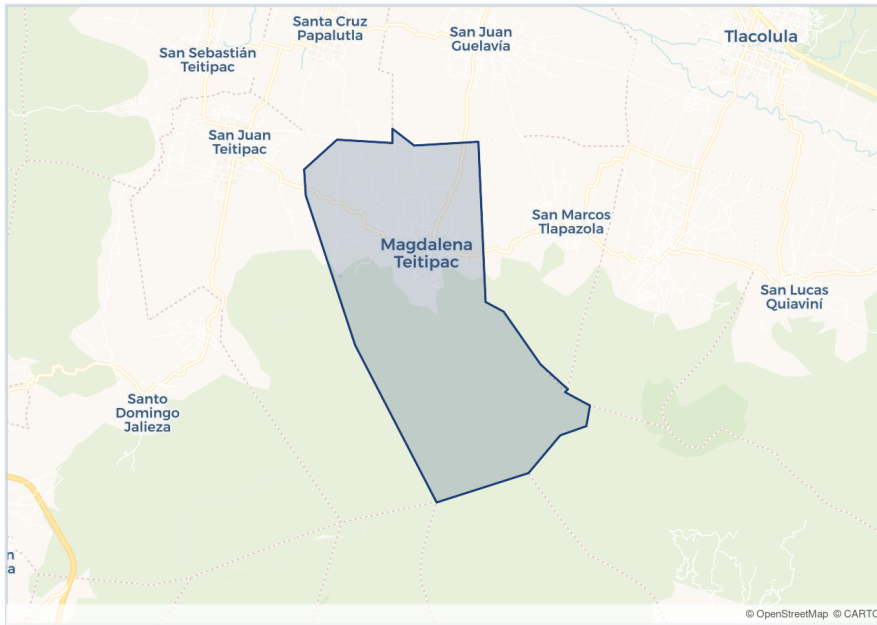 Santa Cruz
Papalutla
San Juan
Guelavía
Tlacolula
San Sebastián
Teitipac
San Juan
Teitipac
San Marcos
Tlapazola
Magdalena
Teitipac
San Lucas
Quiaviní
Santo
Domingo
Jalieza
n
a
© OpenStreetMap © CARTO